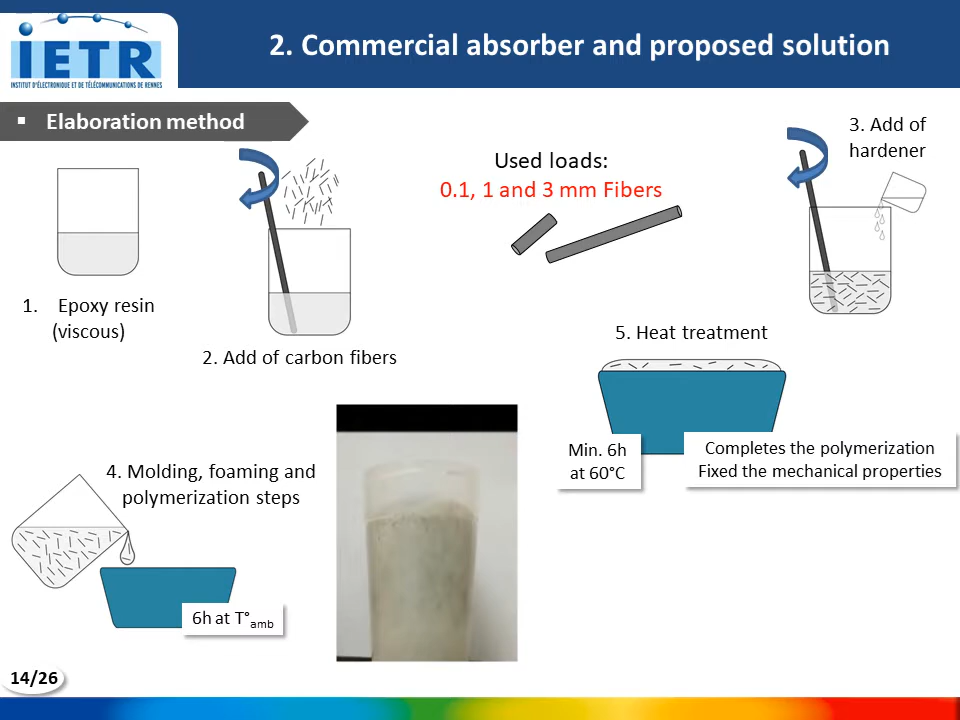 IETR
INSTITUT D'ÉLECTRONIQUE ET DE TÉLÉCOMMUNICATIONS DE RENNES
2. Commercial absorber and proposed solution
▪ Elaboration method
Used loads:
0.1, 1 and 3 mm Fibers
3. Add of
hardener
1. Epoxy resin
(viscous)
2. Add of carbon fibers
5. Heat treatment
Min. 6h
at 60°C
Completes the polymerization
Fixed the mechanical properties
4. Molding, foaming and
polymerization steps
6h at T°amb
14/26